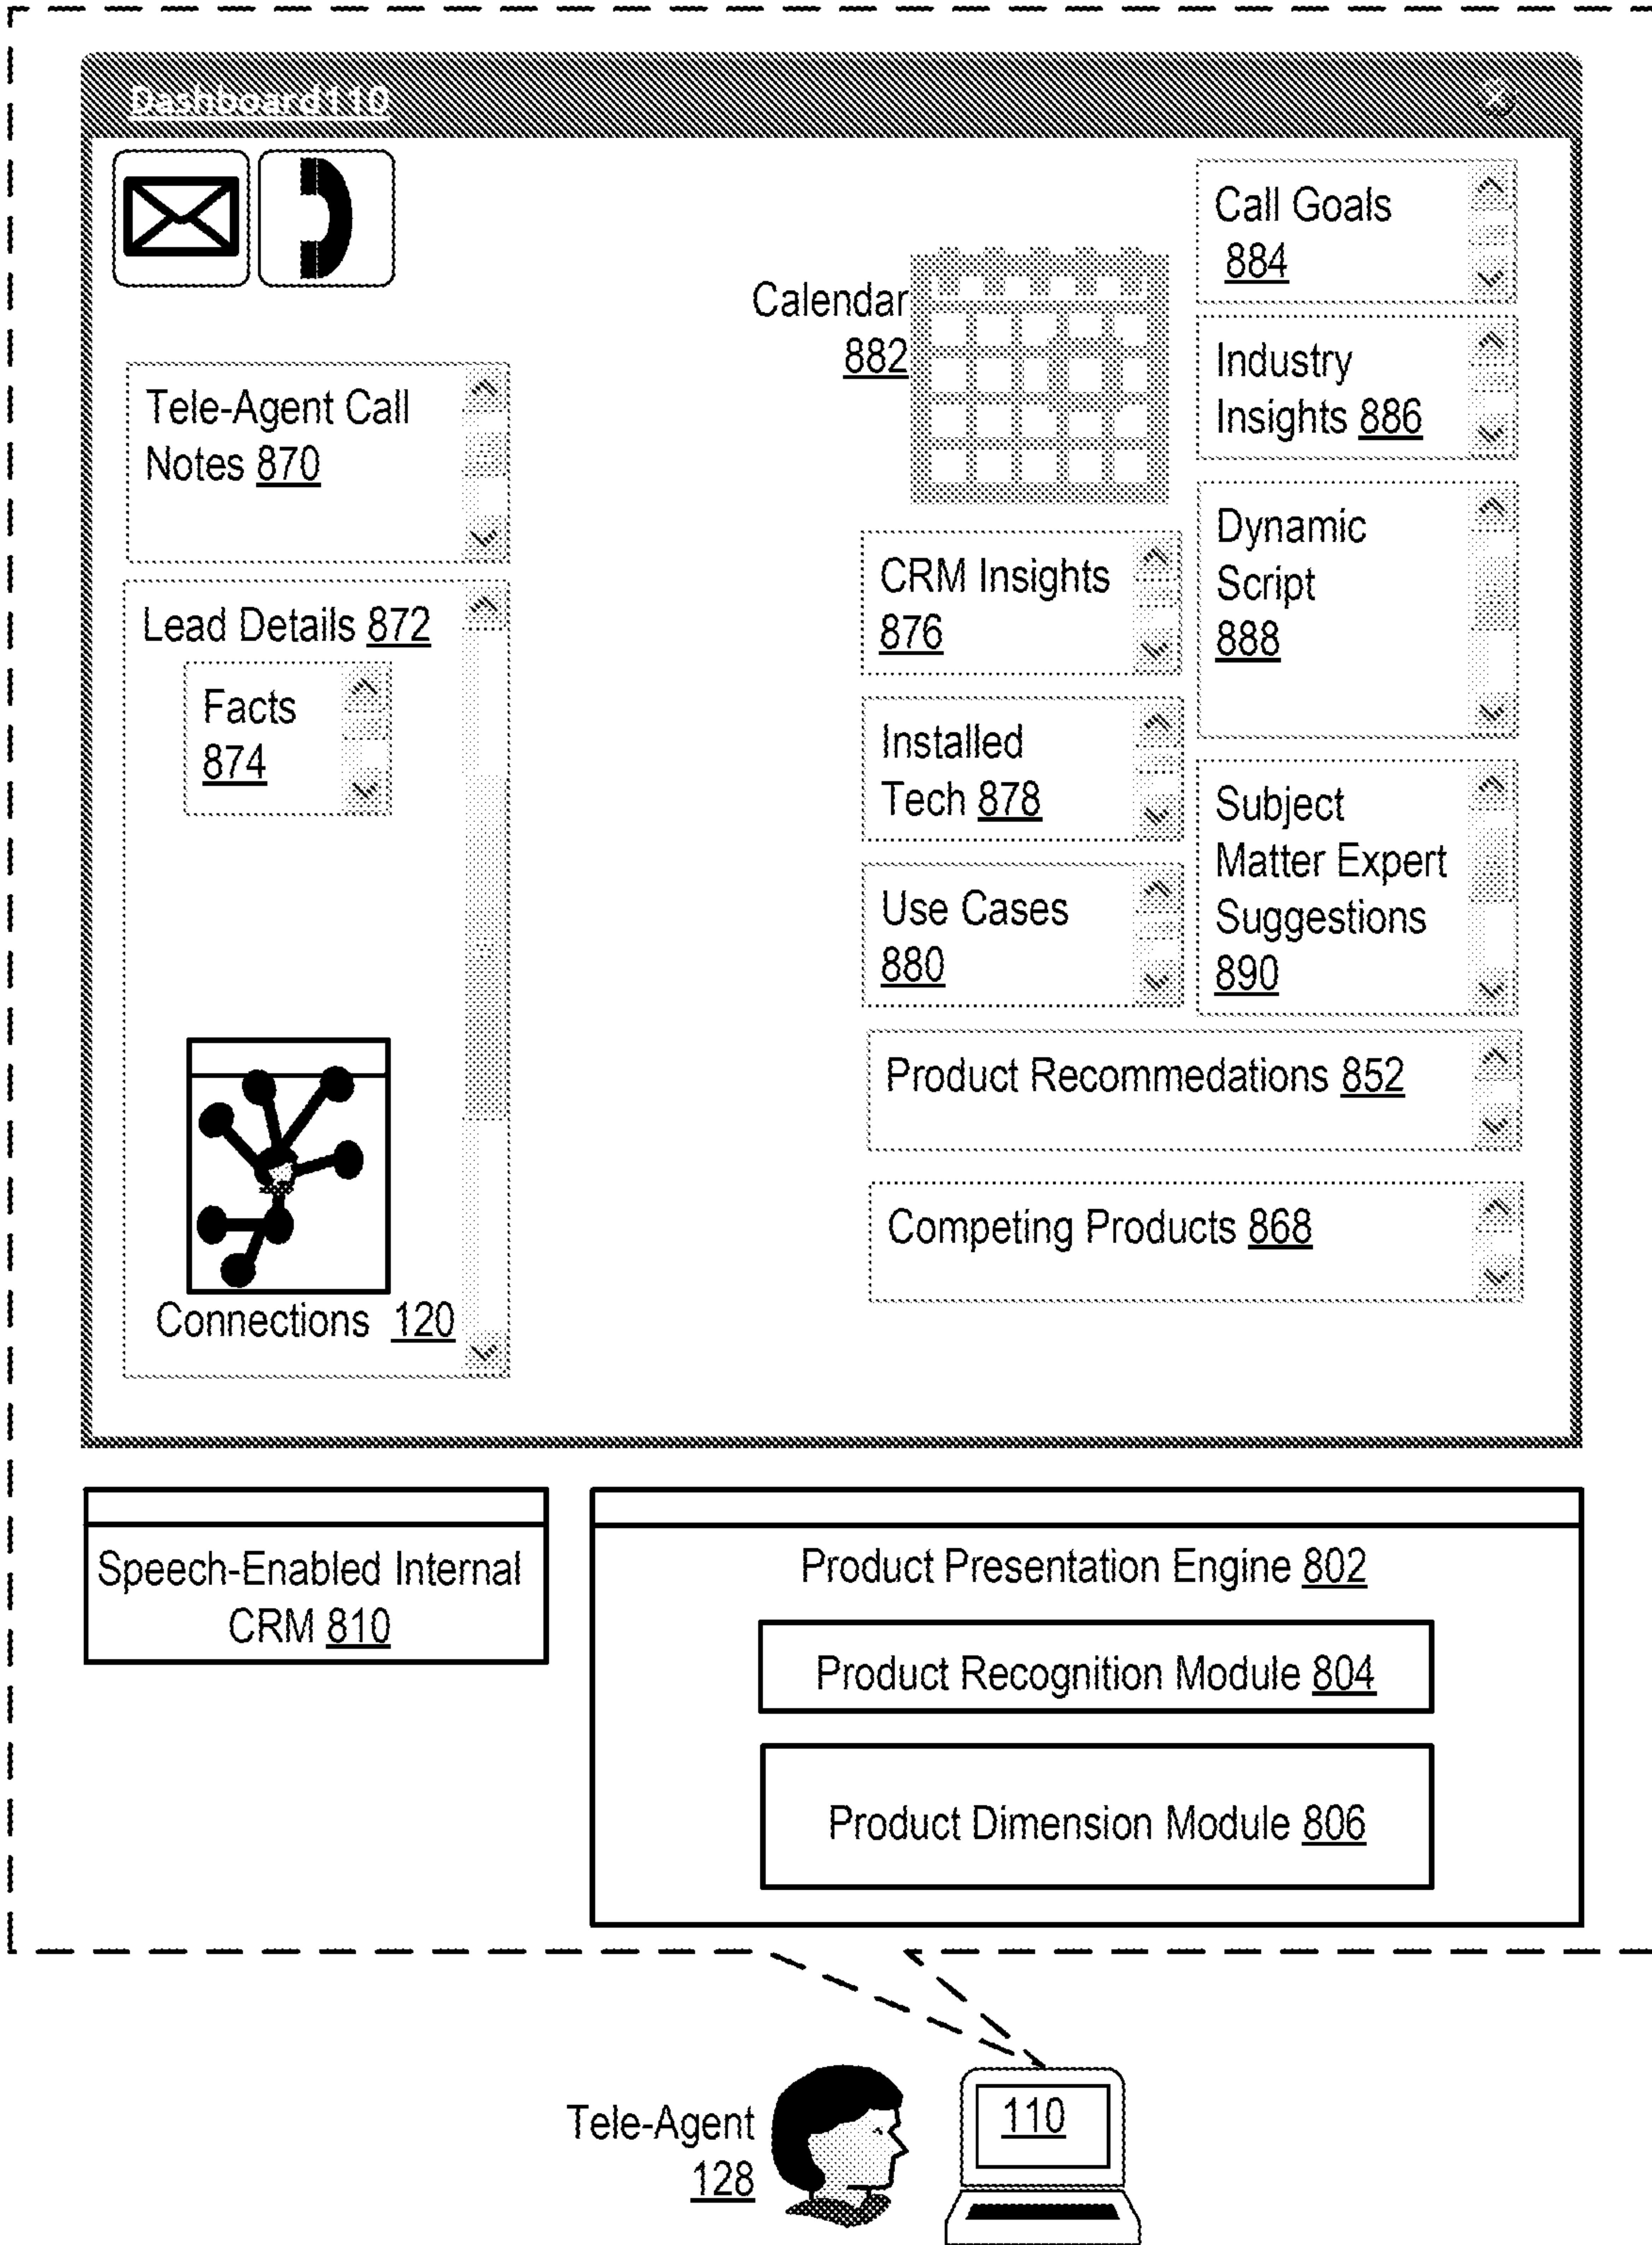 Dashboard110
Call Goals
884
Calendar
882
Industry
Insights 886
Tele-Agent Call
Notes 870
Dynamic
Script
888
CRM Insights
876
Lead Details 872
Facts
874
Installed
Tech 878
Subject
Matter Expert
Suggestions
890
Use Cases
880
Product Recommedations 852
Competing Products 868
Connections 120
Speech-Enabled Internal
CRM 810
Product Presentation Engine 802
Product Recognition Module 804
Product Dimension Module 806
Tele-Agent
128
110